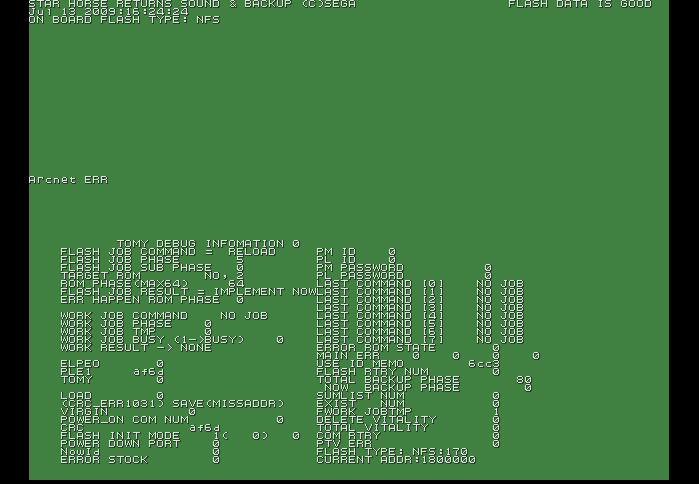 STAR HORSE RETURNS SOUND & BACKUP (C)SEGA FLASH DATA IS GOOD
Jul 13 2009:16:24:24
ON BOARD FLASH TYPE: NFS
Arcnet ERR
TOMY DEBUG INFOMATION 0
FLASH JOB COMMAND = RELOAD PM ID 0
FLASH JOB PHASE 5 PL ID 0
FLASH JOB SUB PHASE 0 PM PASSWORD 0
TARGET ROM NO, 2 PL PASSWORD 0
ROM PHASE(MAX64) 64 LAST COMMAND [0] NO JOB
FLASH JOB RESULT = IMPLEMENT NOWLAST COMMAND [1] NO JOB
ERR HAPPEN ROM PHASE 0 LAST COMMAND [2] NO JOB
LAST COMMAND [3] NO JOB
WORK JOB COMMAND NO JOB LAST COMMAND [4] NO JOB
WORK JOB PHASE 0 LAST COMMAND [5] NO JOB
WORK JOB TMP 0 LAST COMMAND [6] NO JOB
WORK JOB BUSY (1->BUSY) 0 LAST COMMAND [7] NO JOB
WORK RESULT -> NONE ERROR ROM STATE 0
MAIN ERR 0 0 0 0
ELPEO 0 USE ID MEMO 6cc3
PLE1 af6d FLASH RTRY NUM 0
TOMY 0 TOTAL BACKUP PHASE 80
NOW BACKUP PHASE 0
LOAD 0 SUMLIST NUM 0
(CRC_ERR1031) SAVE(MISSADDR) EXIST NUM 0
VIRGIN 0 FWORK JOBTMP 1
POWER_ON COM NUM 0 DELETE VITALITY 0
CRC af6d TOTAL VITALITY 0
FLASH INIT MODE 1( 0) 0 COM RTRY 0
POWER DOWN PORT 0 PTV ERR 0
NowId 0 FLASH TYPE: NFS:170
ERROR STOCK 0 CURRENT ADDR:1800000